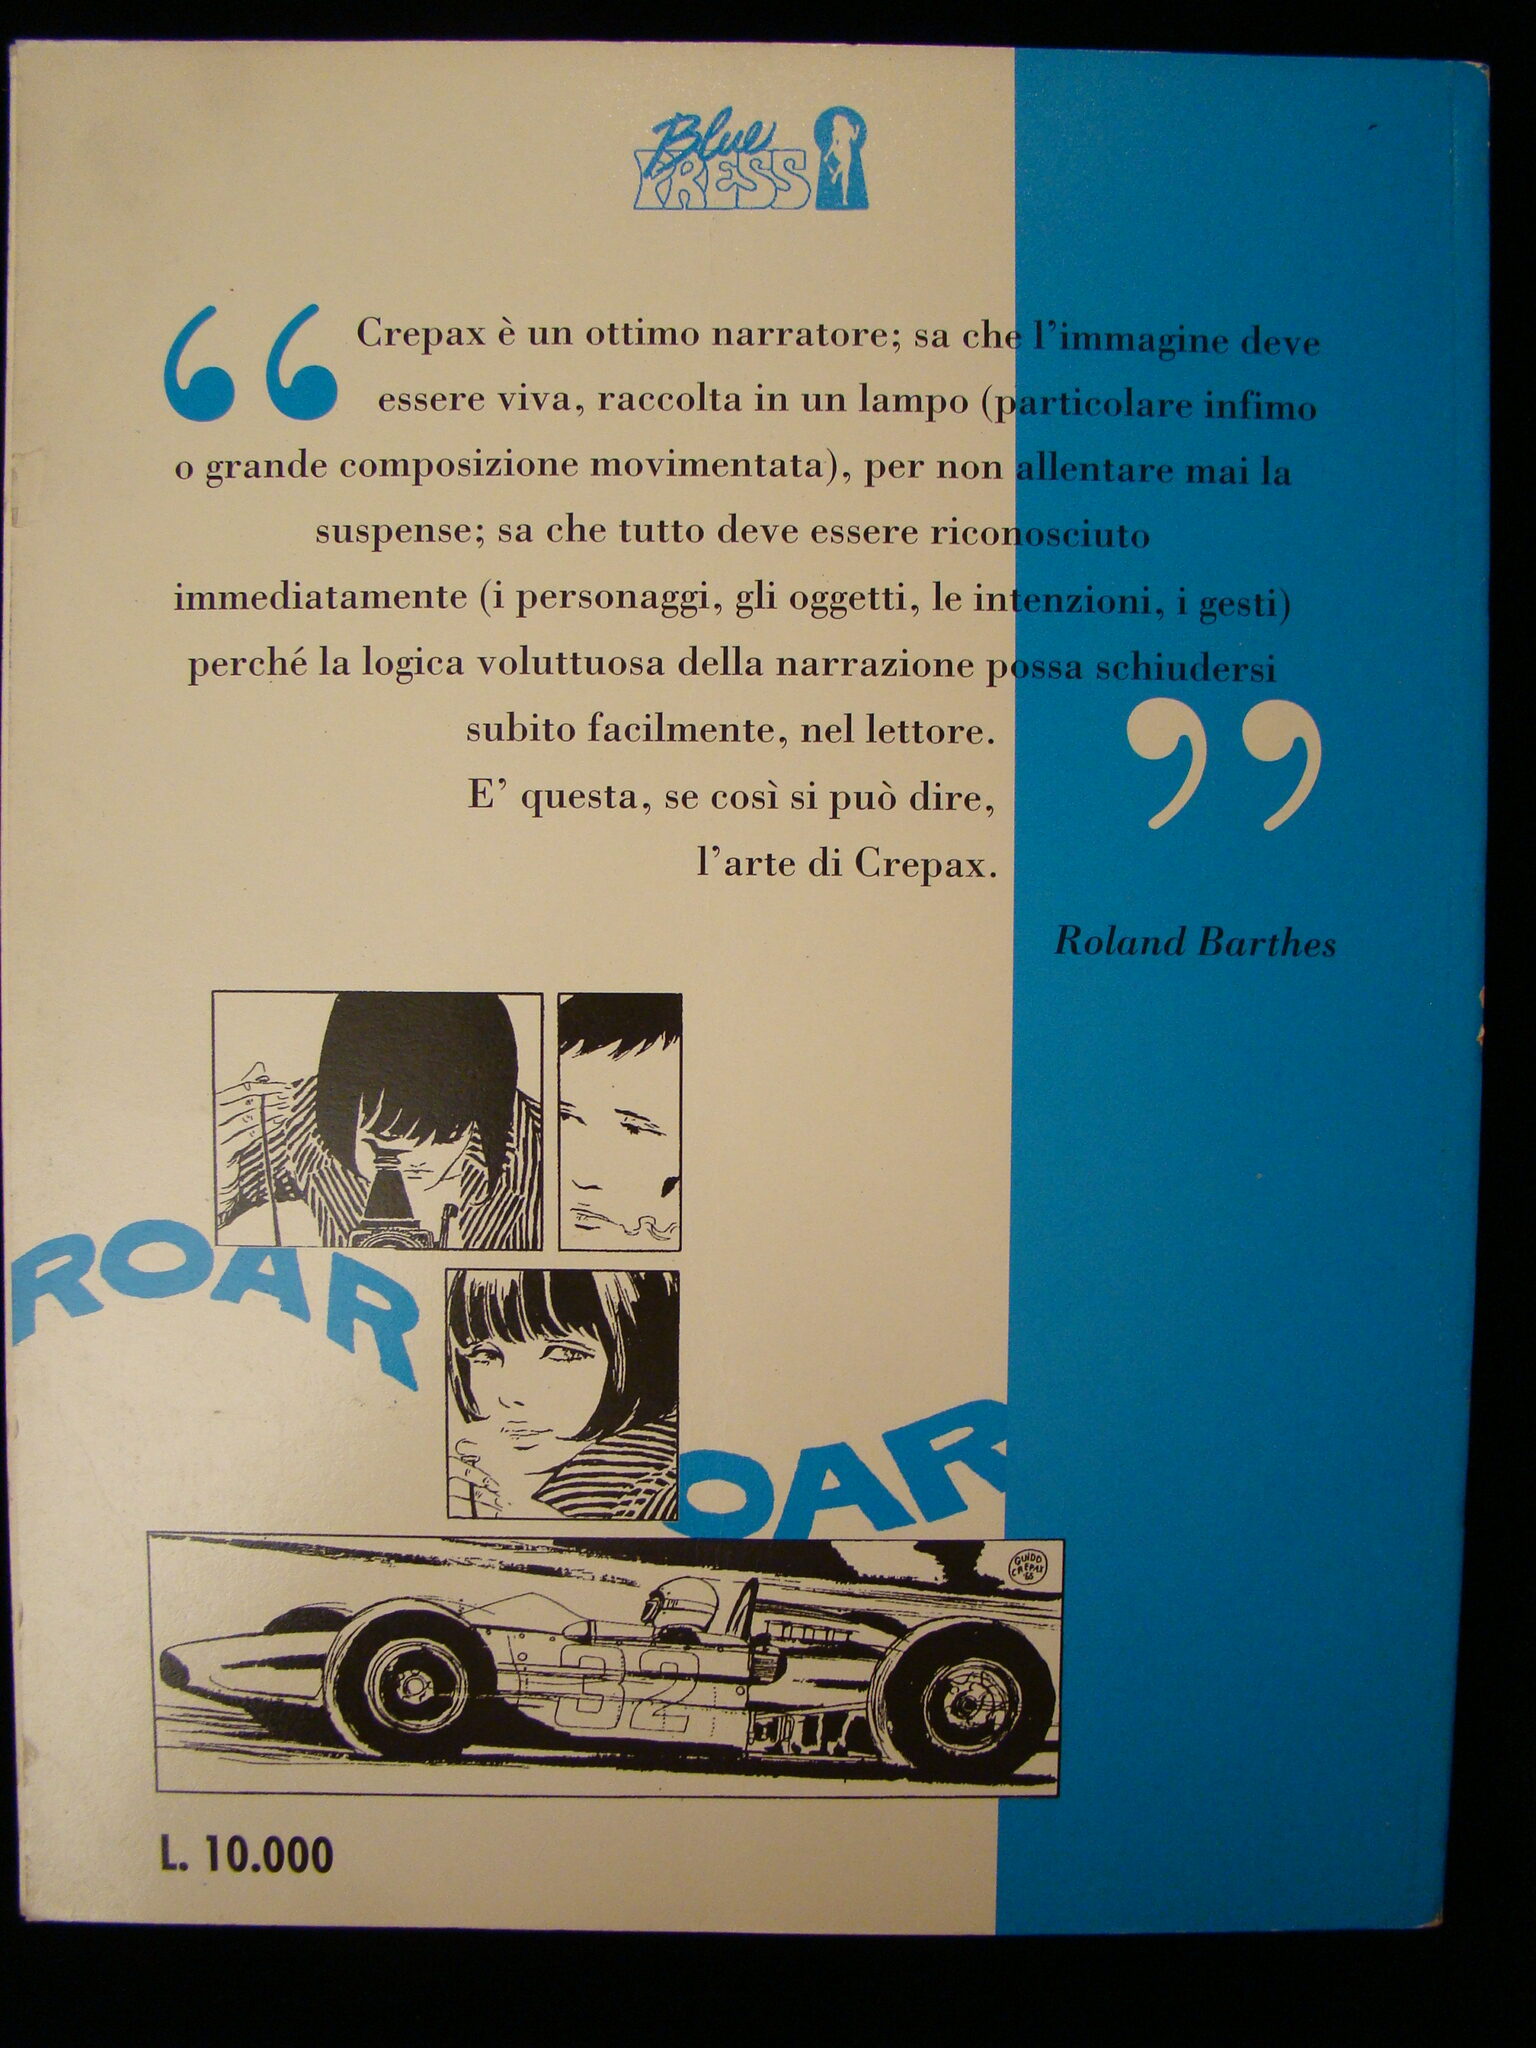 Blue
PRESS
Crepax è un ottimo narratore; sa che l’immagine deve
essere viva, raccolta in un lampo (particolare infimo
o grande composizione movimentata), per non allentare mai la
suspense; sa che tutto deve essere riconosciuto
immediatamente (i personaggi, gli oggetti, le intenzioni, i gesti)
perché la logica voluttuosa della narrazione possa schiudersi
subito facilmente, nel lettore.
E’ questa, se così si può dire,
l’arte di Crepax.
Roland Barthes
ROAR
OAR
GUIDO
CREPAX
32
L. 10.000